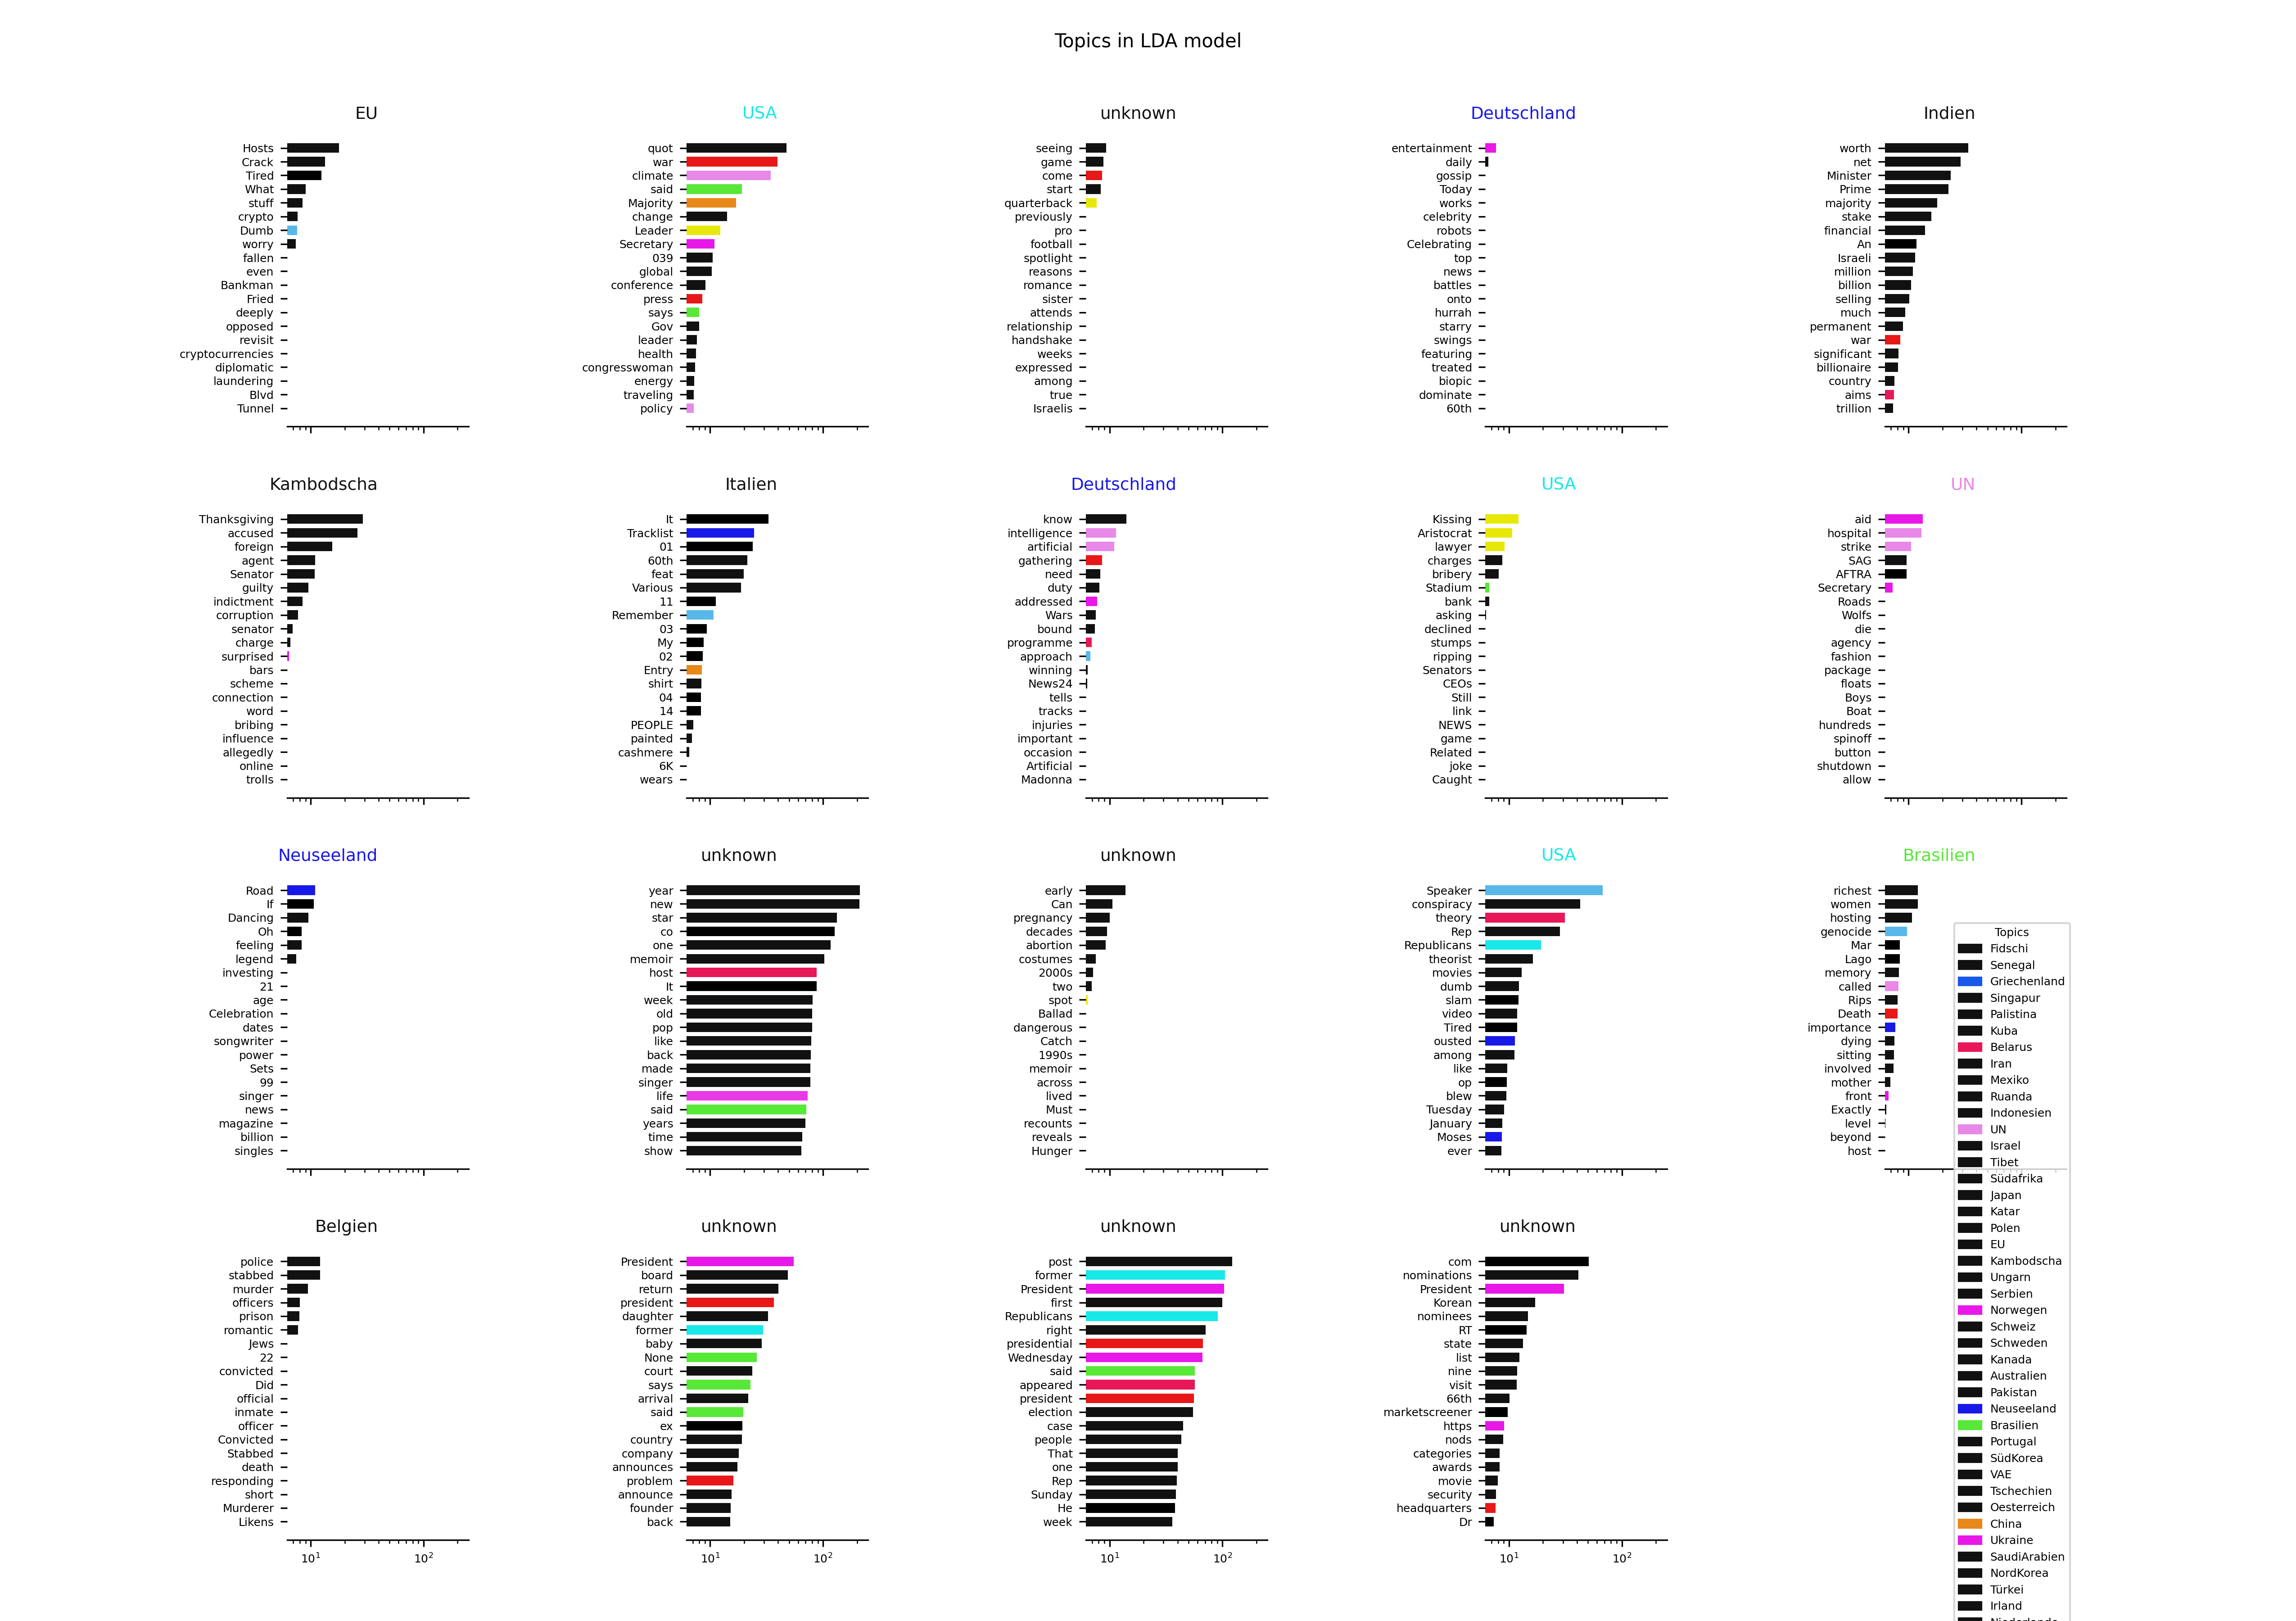 Topics in LDA model
EU
Hosts
Crack
Tired
What
stuff
crypto
Dumb
worry
fallen
even
Bankman
Fried
deeply
opposed
revisit
cryptocurrencies
diplomatic
laundering
Blvd
Tunnel
USA
quot
war
climate
said
Majority
change
Leader
Secretary
039
global
conference
press
says
Gov
leader
health
congresswoman
energy
traveling
policy
unknown
seeing
game
come
start
quarterback
previously
pro
football
spotlight
reasons
romance
sister
attends
relationship
handshake
weeks
expressed
among
true
Israelis
Deutschland
entertainment
daily
gossip
Today
works
celebrity
robots
Celebrating
top
news
battles
onto
hurrah
starry
swings
featuring
treated
biopic
dominate
60th
Indien
worth
net
Minister
Prime
majority
stake
financial
An
Israeli
million
billion
selling
much
permanent
war
significant
billionaire
country
aims
trillion
Kambodscha
Thanksgiving
accused
foreign
agent
Senator
guilty
indictment
corruption
senator
charge
surprised
bars
scheme
connection
word
bribing
influence
allegedly
online
trolls
Italien
It
Tracklist
01
60th
feat
Various
11
Remember
03
My
02
Entry
shirt
04
14
PEOPLE
painted
cashmere
6K
wears
Deutschland
know
intelligence
artificial
gathering
need
duty
addressed
Wars
bound
programme
approach
winning
News24
tells
tracks
injuries
important
occasion
Artificial
Madonna
USA
Kissing
Aristocrat
lawyer
charges
bribery
Stadium
bank
asking
declined
stumps
ripping
Senators
CEOs
Still
link
NEWS
game
Related
joke
Caught
UN
aid
hospital
strike
SAG
AFTRA
Secretary
Roads
Wolfs
die
agency
fashion
package
floats
Boys
Boat
hundreds
spinoff
button
shutdown
allow
Neuseeland
Road
If
Dancing
Oh
feeling
legend
investing
21
age
Celebration
dates
songwriter
power
Sets
99
singer
news
magazine
billion
singles
unknown
year
new
star
co
one
memoir
host
It
week
old
pop
like
back
made
singer
life
said
years
time
show
unknown
early
Can
pregnancy
decades
abortion
costumes
2000s
two
spot
Ballad
dangerous
Catch
1990s
memoir
across
lived
Must
recounts
reveals
Hunger
USA
Speaker
conspiracy
theory
Rep
Republicans
theorist
movies
dumb
slam
video
Tired
ousted
among
like
op
blew
Tuesday
January
Moses
ever
Brasilien
richest
women
hosting
genocide
Mar
Lago
memory
called
Rips
Death
importance
dying
sitting
involved
mother
front
Exactly
level
beyond
host
Belgien
police
stabbed
murder
officers
prison
romantic
Jews
22
convicted
Did
official
inmate
officer
Convicted
Stabbed
death
responding
short
Murderer
Likens
10¹ 10²
unknown
President
board
return
president
daughter
former
baby
None
court
says
arrival
said
ex
country
company
announces
problem
announce
founder
back
10¹ 10²
unknown
post
former
President
first
Republicans
right
presidential
Wednesday
said
appeared
president
election
case
people
That
one
Rep
Sunday
He
week
10¹ 10²
unknown
com
nominations
President
Korean
nominees
RT
state
list
nine
visit
66th
marketscreener
https
nods
categories
awards
movie
security
headquarters
Dr
10¹ 10²
Topics
Fidschi
Senegal
Griechenland
Singapur
Palistina
Kuba
Belarus
Iran
Mexiko
Ruanda
Indonesien
UN
Israel
Tibet
Südafrika
Japan
Katar
Polen
EU
Kambodscha
Ungarn
Serbien
Norwegen
Schweiz
Schweden
Kanada
Australien
Pakistan
Neuseeland
Brasilien
Portugal
SüdKorea
VAE
Tschechien
Oesterreich
China
Ukraine
SaudiArabien
NordKorea
Türkei
Irland